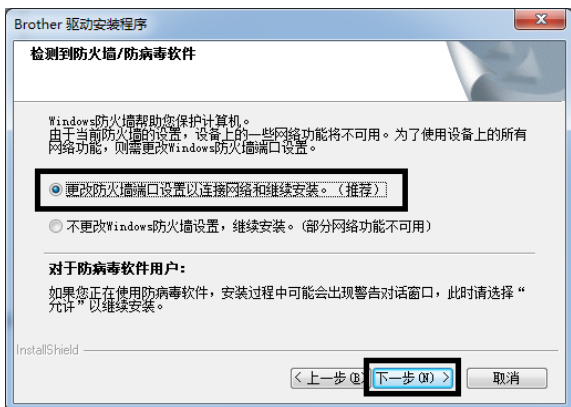 Brother 驱动安装程序
检测到防火墙/防病毒软件
Windows防火墙帮助您保护计算机。
由于当前防火墙的设置，设备上的一些网络功能将不可用。为了使用设备上的所有
网络功能，则需更改Windows防火墙端口设置。
更改防火墙端口设置以连接网络和继续安装。（推荐）
不更改Windows防火墙设置，继续安装。(部分网络功能不可用)
对于防病毒软件用户：
如果您正在使用防病毒软件，安装过程中可能会出现警告对话窗口，此时请选择“
允许”以继续安装。
InstallShield
< 上一步(B) 下一步(N) > 取消